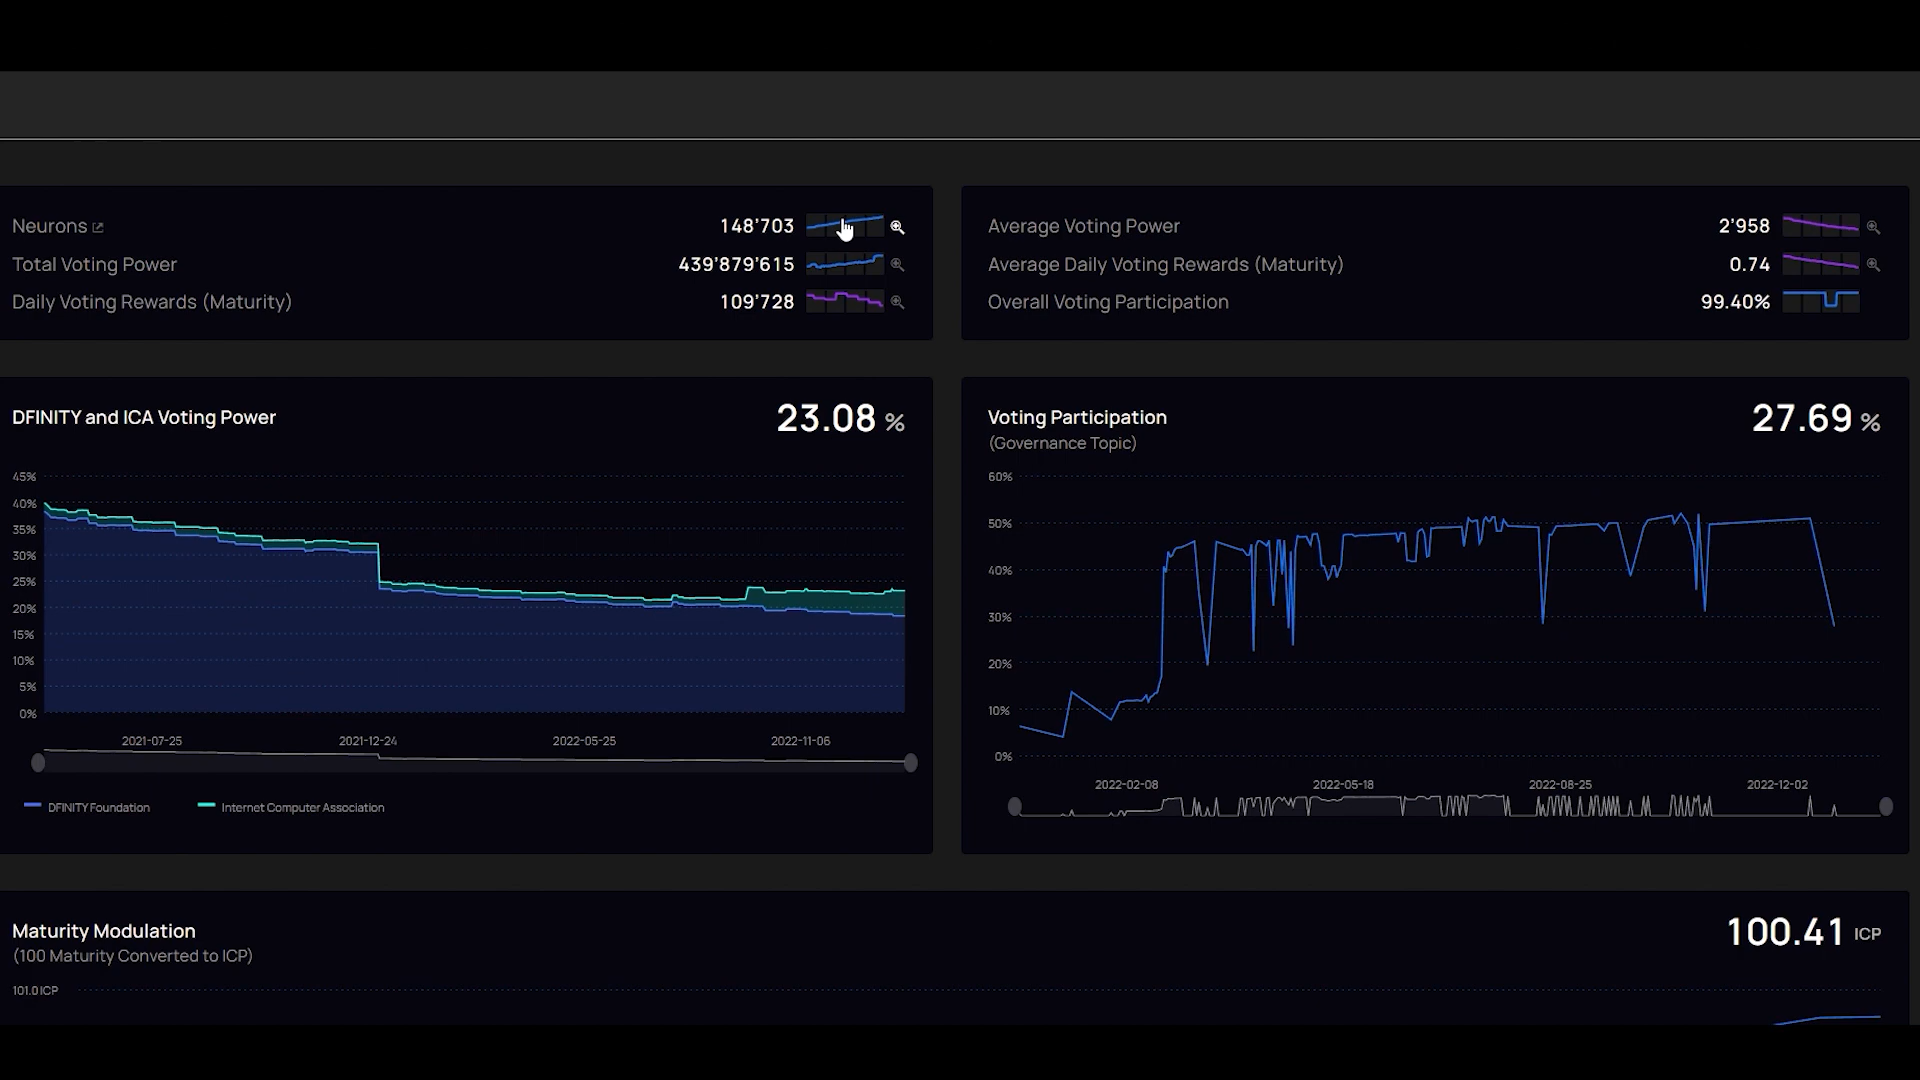 Neurons 148’703
Total Voting Power 439’879’615
Daily Voting Rewards (Maturity) 109’728
Average Voting Power 2’958
Average Daily Voting Rewards (Maturity) 0.74
Overall Voting Participation 99.40%
DFINITY and ICA Voting Power 23.08 %
45%
40%
35%
30%
25%
20%
15%
10%
5%
0%
2021-07-25 2021-12-24 2022-05-25 2022-11-06
DFINITY Foundation Internet Computer Association
Voting Participation 27.69 %
(Governance Topic)
60%
50%
40%
30%
20%
10%
0%
2022-02-08 2022-05-18 2022-08-25 2022-12-02
Maturity Modulation 100.41 ICP
(100 Maturity Converted to ICP)
101.0 ICP